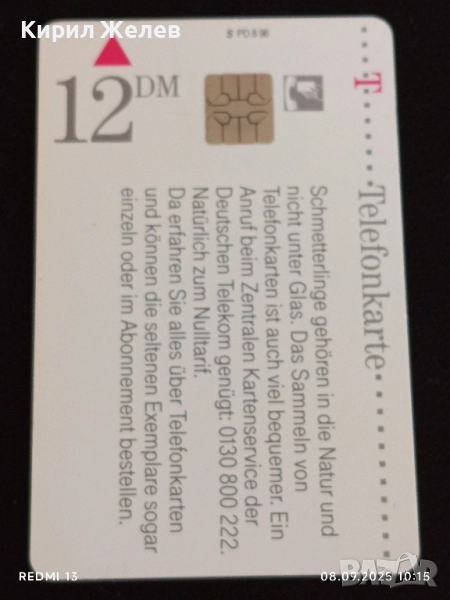 Кирил Желев
S PD 8 96
12 DM
T Telefonkarte
Schmetterlinge gehören in die Natur und
nicht unter Glas. Das Sammeln von
Telefonkarten ist auch viel bequemer. Ein
Anruf beim Zentralen Kartenservice der
Deutschen Telekom genügt: 0130 800 222.
Natürlich zum Nulltarif.
Da erfahren Sie alles über Telefonkarten
und können die seltenen Exemplare sogar
einzeln oder im Abonnement bestellen.
REDMI 13
08.09.2025 10:15
bazar